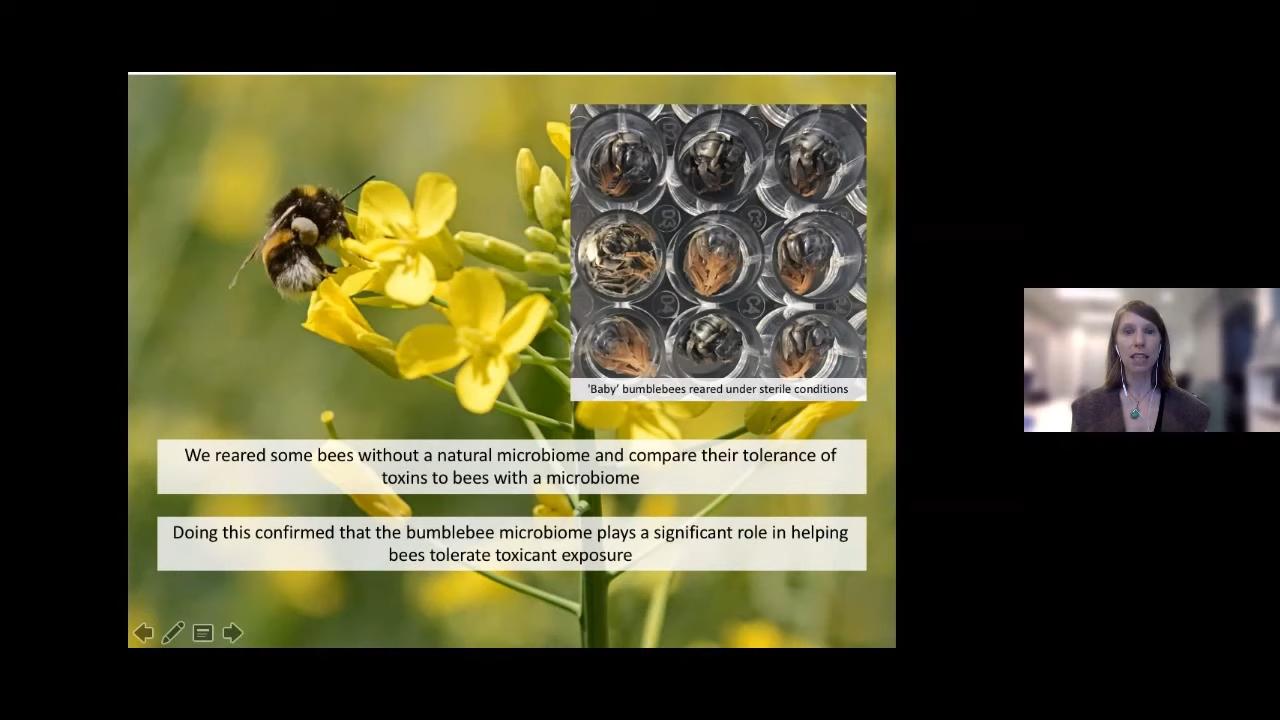 'Baby' bumblebees reared under sterile conditions
We reared some bees without a natural microbiome and compare their tolerance of
toxins to bees with a microbiome
Doing this confirmed that the bumblebee microbiome plays a significant role in helping
bees tolerate toxicant exposure